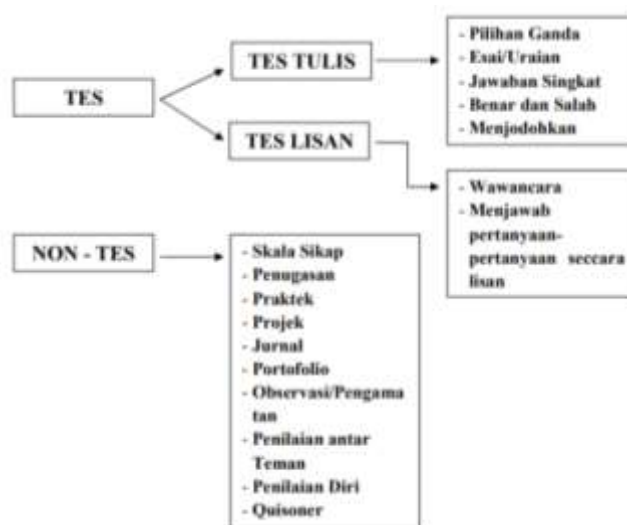 TES
TES TULIS
- Pilihan Ganda
- Esai/Uraian
- Jawaban Singkat
- Benar dan Salah
- Menjodohkan
TES LISAN
- Wawancara
- Menjawab
pertanyaan-
pertanyaan seccara
lisan
NON - TES
- Skala Sikap
- Penugasan
- Praktek
- Projek
- Jurnal
- Portofolio
- Observasi/Pengama
tan
- Penilaian antar
Teman
- Penilaian Diri
- Quisoner